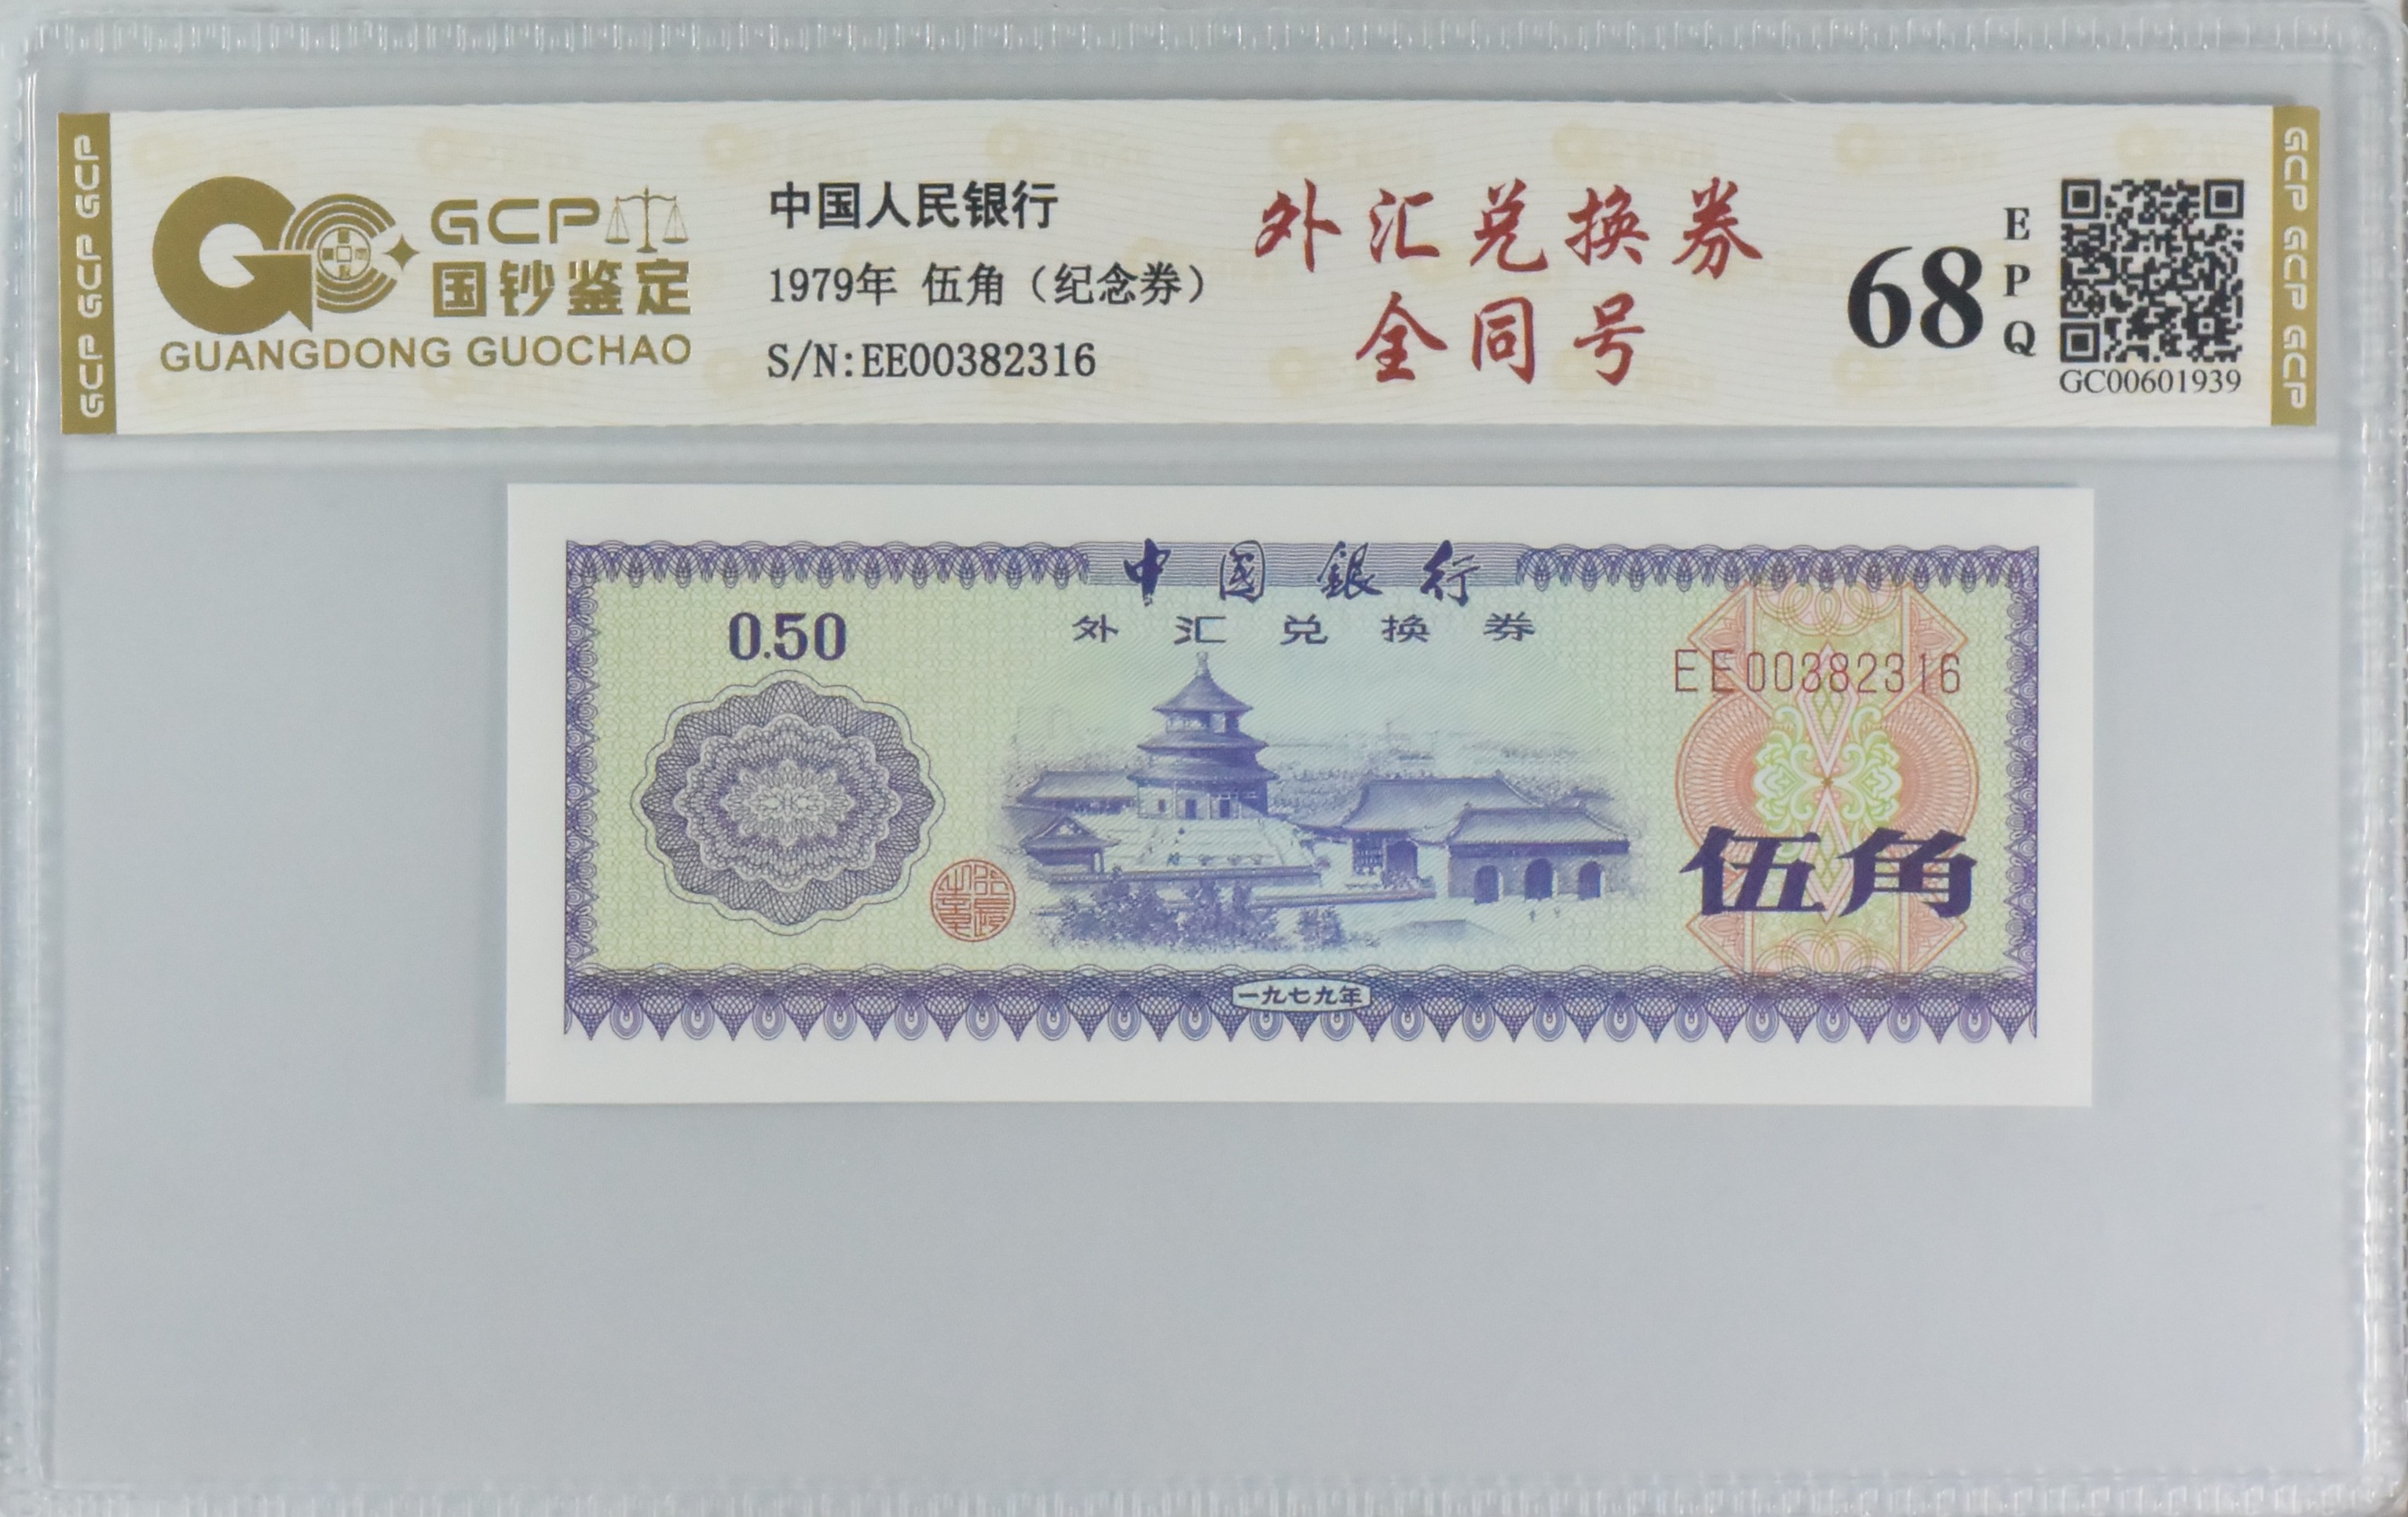 GCP GCP GCP
GCP
国钞鉴定
GUANGDONG GUOCHAO
中国人民银行
1979年 伍角（纪念券）
S/N:EE00382316
外汇兑换券
全同号
68
EPQ
GC00601939
GCP GCP GCP
中國銀行
外汇兑换券
0.50
EE00382316
伍角
一九七九年